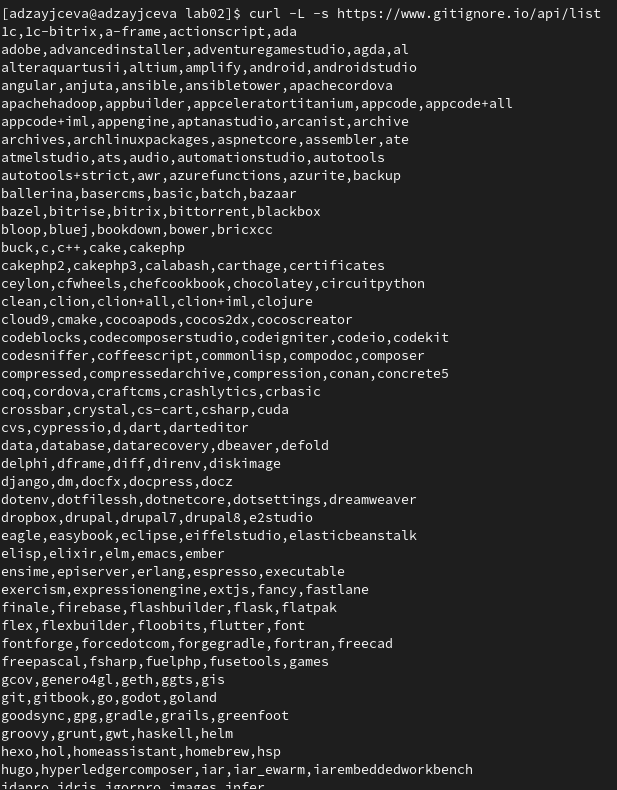 [adzayjceva@adzayjceva lab02]$ curl -L -s https://www.gitignore.io/api/list
1c,1c-bitrix,a-frame,actionscript,ada
adobe,advancedinstaller,adventuregamestudio,agda,al
alteraquartusii,altium,amplify,android,androidstudio
angular,anjuta,ansible,ansibletower,apachecordova
apachehadoop,appbuilder,appceleratortitanium,appcode,appcode+all
appcode+iml,appengine,aptanastudio,arcanist,archive
archives,archlinuxpackages,aspnetcore,assembler,ate
atmelstudio,ats,audio,automationstudio,autotools
autotools+strict,awr,azurefunctions,azurite,backup
ballerina,basercms,basic,batch,bazaar
bazel,bitrise,bitrix,bittorrent,blackbox
bloop,bluej,bookdown,bower,bricxcc
buck,c,c++,cake,cakephp
cakephp2,cakephp3,calabash,carthage,certificates
ceylon,cfwheels,chefcookbook,chocolatey,circuitpython
clean,clion,clion+all,clion+iml,clojure
cloud9,cmake,cocoapods,cocos2dx,cocoscreator
codeblocks,codecomposerstudio,codeigniter,codeio,codekit
codesniffer,coffeescript,commonlisp,compodoc,composer
compressed,compressedarchive,compression,conan,concrete5
coq,cordova,craftcms,crashlytics,crbasic
crossbar,crystal,cs-cart,csharp,cuda
cvs,cypressio,d,dart,darteditor
data,database,datarecovery,dbeaver,defold
delphi,dframe,diff,direnv,diskimage
django,dm,docfx,docpress,docz
dotenv,dotfilessh,dotnetcore,dotsettings,dreamweaver
dropbox,drupal,drupal7,drupal8,e2studio
eagle,easybook,eclipse,eiffelstudio,elasticbeanstalk
elisp,elixir,elm,emacs,ember
ensime,episerver,erlang,espresso,executable
exercism,expressionengine,extjs,fancy,fastlane
finale,firebase,flashbuilder,flask,flatpak
flex,flexbuilder,floobits,flutter,font
fontforge,forcedotcom,forgegradle,fortran,freecad
freepascal,fsharp,fuelphp,fusetools,games
gcov,genero4gl,geth,ggts,gis
git,gitbook,go,godot,goland
goodsync,gpg,gradle,grails,greenfoot
groovy,grunt,gwt,haskell,helm
hexo,hol,homeassistant,homebrew,hsp
hugo,hyperledgercomposer,iar,iar_ewarm,iarembeddedworkbench
idapro,idris,igorpro,images,infer